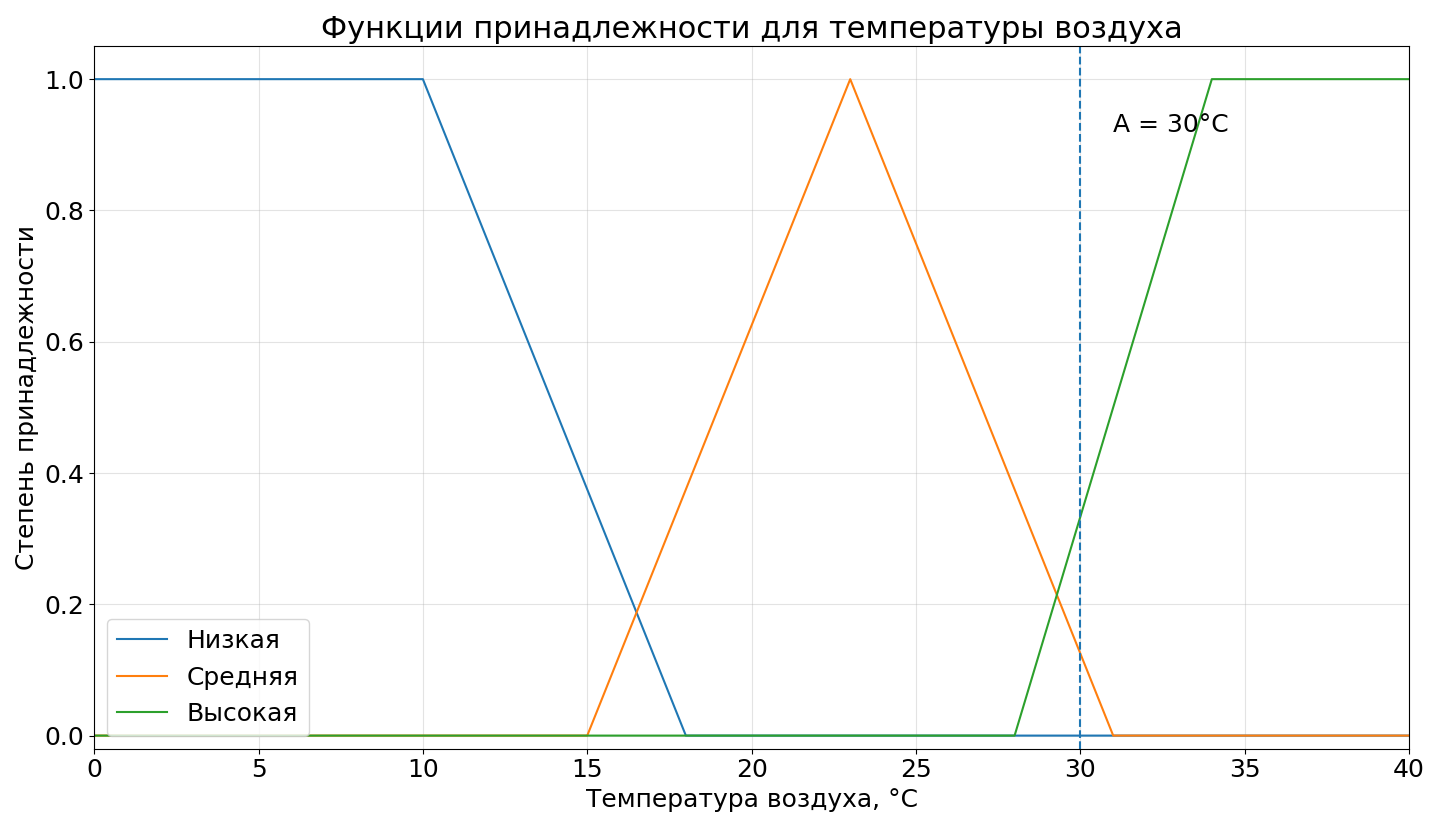 Функции принадлежности для температуры воздуха
Степень принадлежности
1.0
0.8
0.6
0.4
0.2
0.0
A = 30°C
Низкая
Средняя
Высокая
0 5 10 15 20 25 30 35 40
Температура воздуха, °C